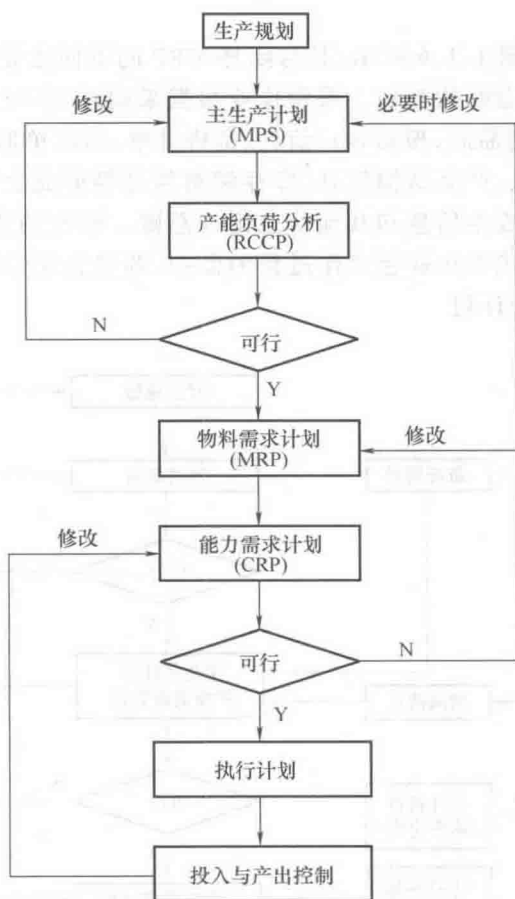 生产规划
修改
必要时修改
主生产计划
(MPS)
产能负荷分析
(RCCP)
N
可行
Y
物料需求计划
(MRP)
修改
修改
能力需求计划
(CRP)
可行
N
Y
执行计划
投入与产出控制